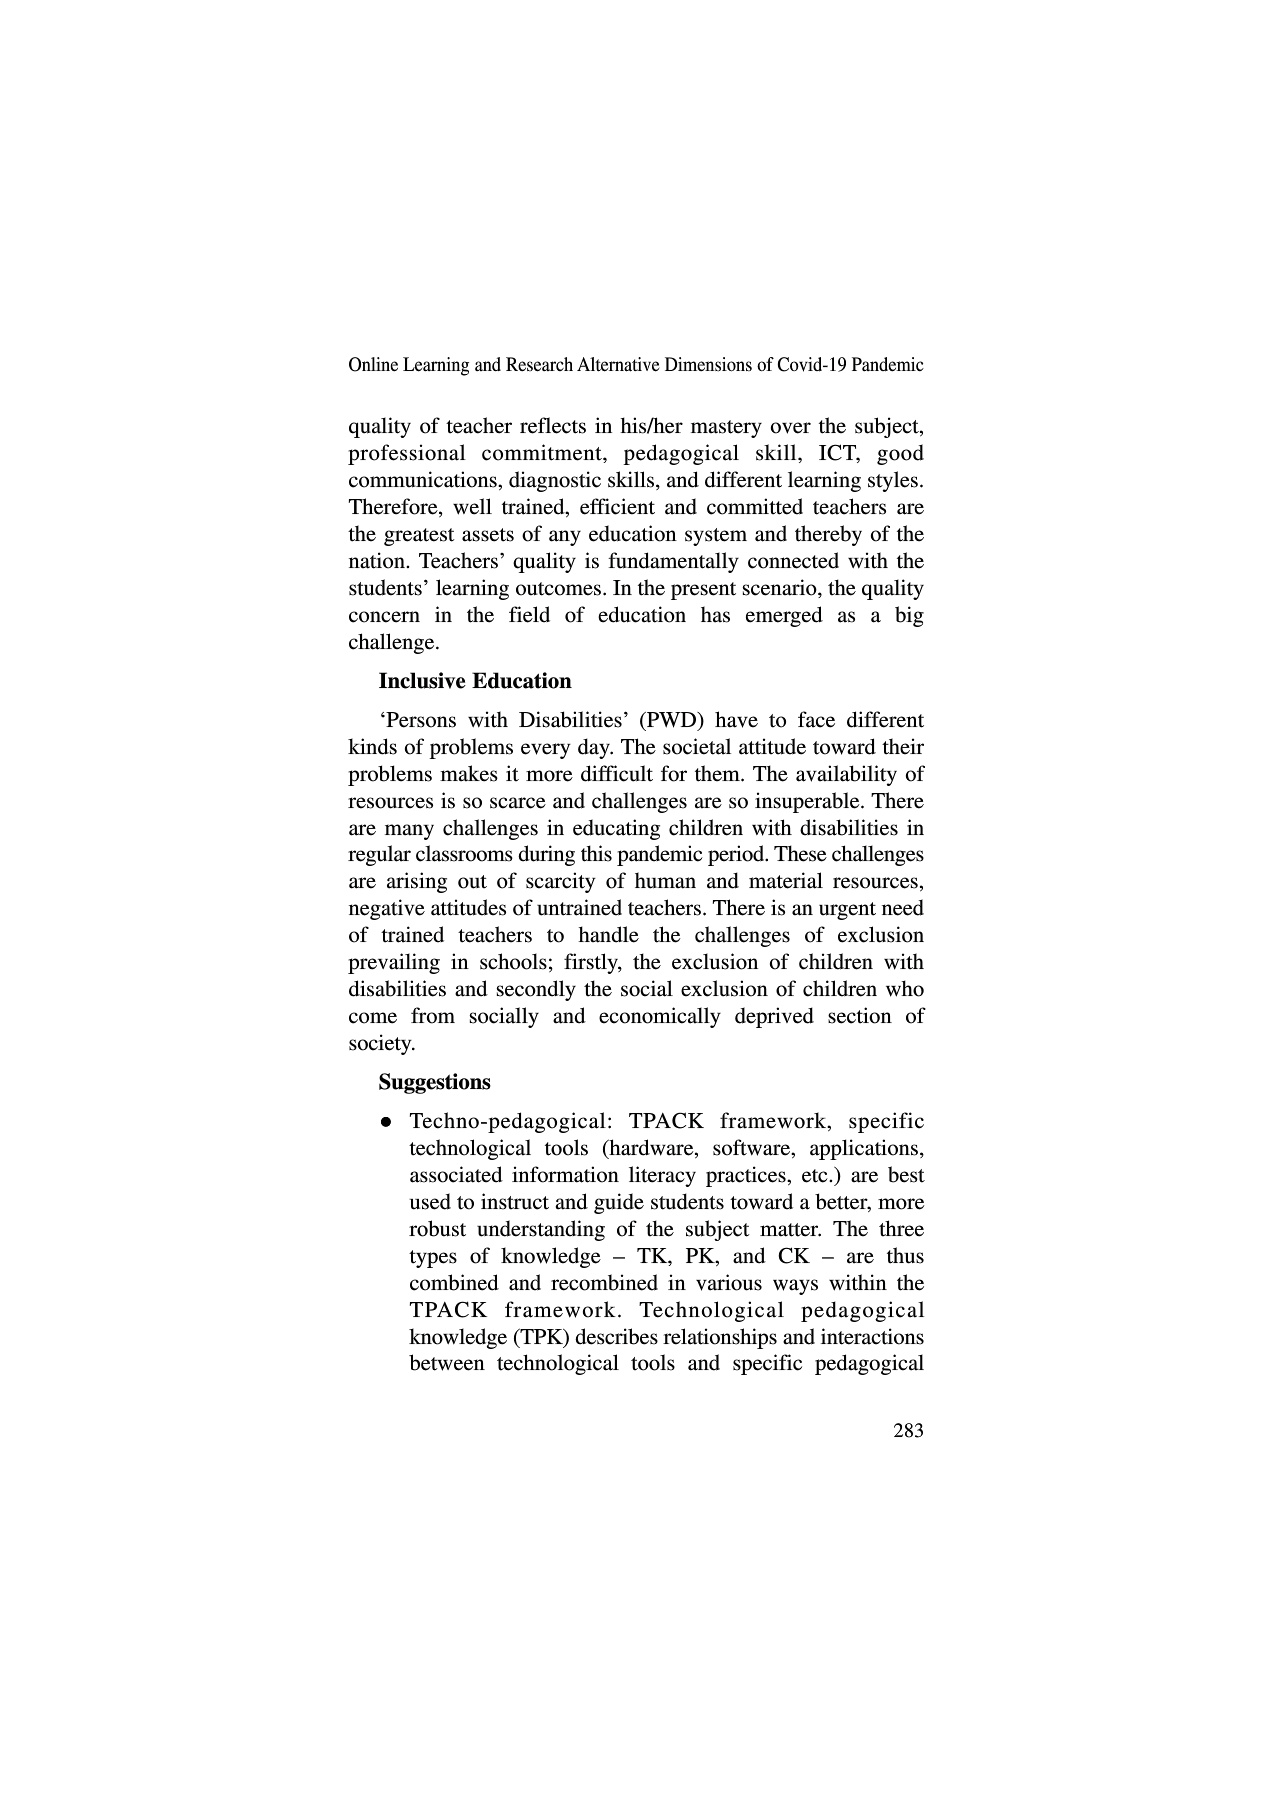 Online Learning and Research Alternative Dimensions of Covid-19 Pandemic
quality of teacher reflects in his/her mastery over the subject,
professional commitment, pedagogical skill, ICT, good
communications, diagnostic skills, and different learning styles.
Therefore, well trained, efficient and committed teachers are
the greatest assets of any education system and thereby of the
nation. Teachers’ quality is fundamentally connected with the
students’ learning outcomes. In the present scenario, the quality
concern in the field of education has emerged as a big
challenge.
Inclusive Education
‘Persons with Disabilities’ (PWD) have to face different
kinds of problems every day. The societal attitude toward their
problems makes it more difficult for them. The availability of
resources is so scarce and challenges are so insuperable. There
are many challenges in educating children with disabilities in
regular classrooms during this pandemic period. These challenges
are arising out of scarcity of human and material resources,
negative attitudes of untrained teachers. There is an urgent need
of trained teachers to handle the challenges of exclusion
prevailing in schools; firstly, the exclusion of children with
disabilities and secondly the social exclusion of children who
come from socially and economically deprived section of
society.
Suggestions
● Techno-pedagogical: TPACK framework, specific
technological tools (hardware, software, applications,
associated information literacy practices, etc.) are best
used to instruct and guide students toward a better, more
robust understanding of the subject matter. The three
types of knowledge – TK, PK, and CK – are thus
combined and recombined in various ways within the
TPACK framework. Technological pedagogical
knowledge (TPK) describes relationships and interactions
between technological tools and specific pedagogical
283